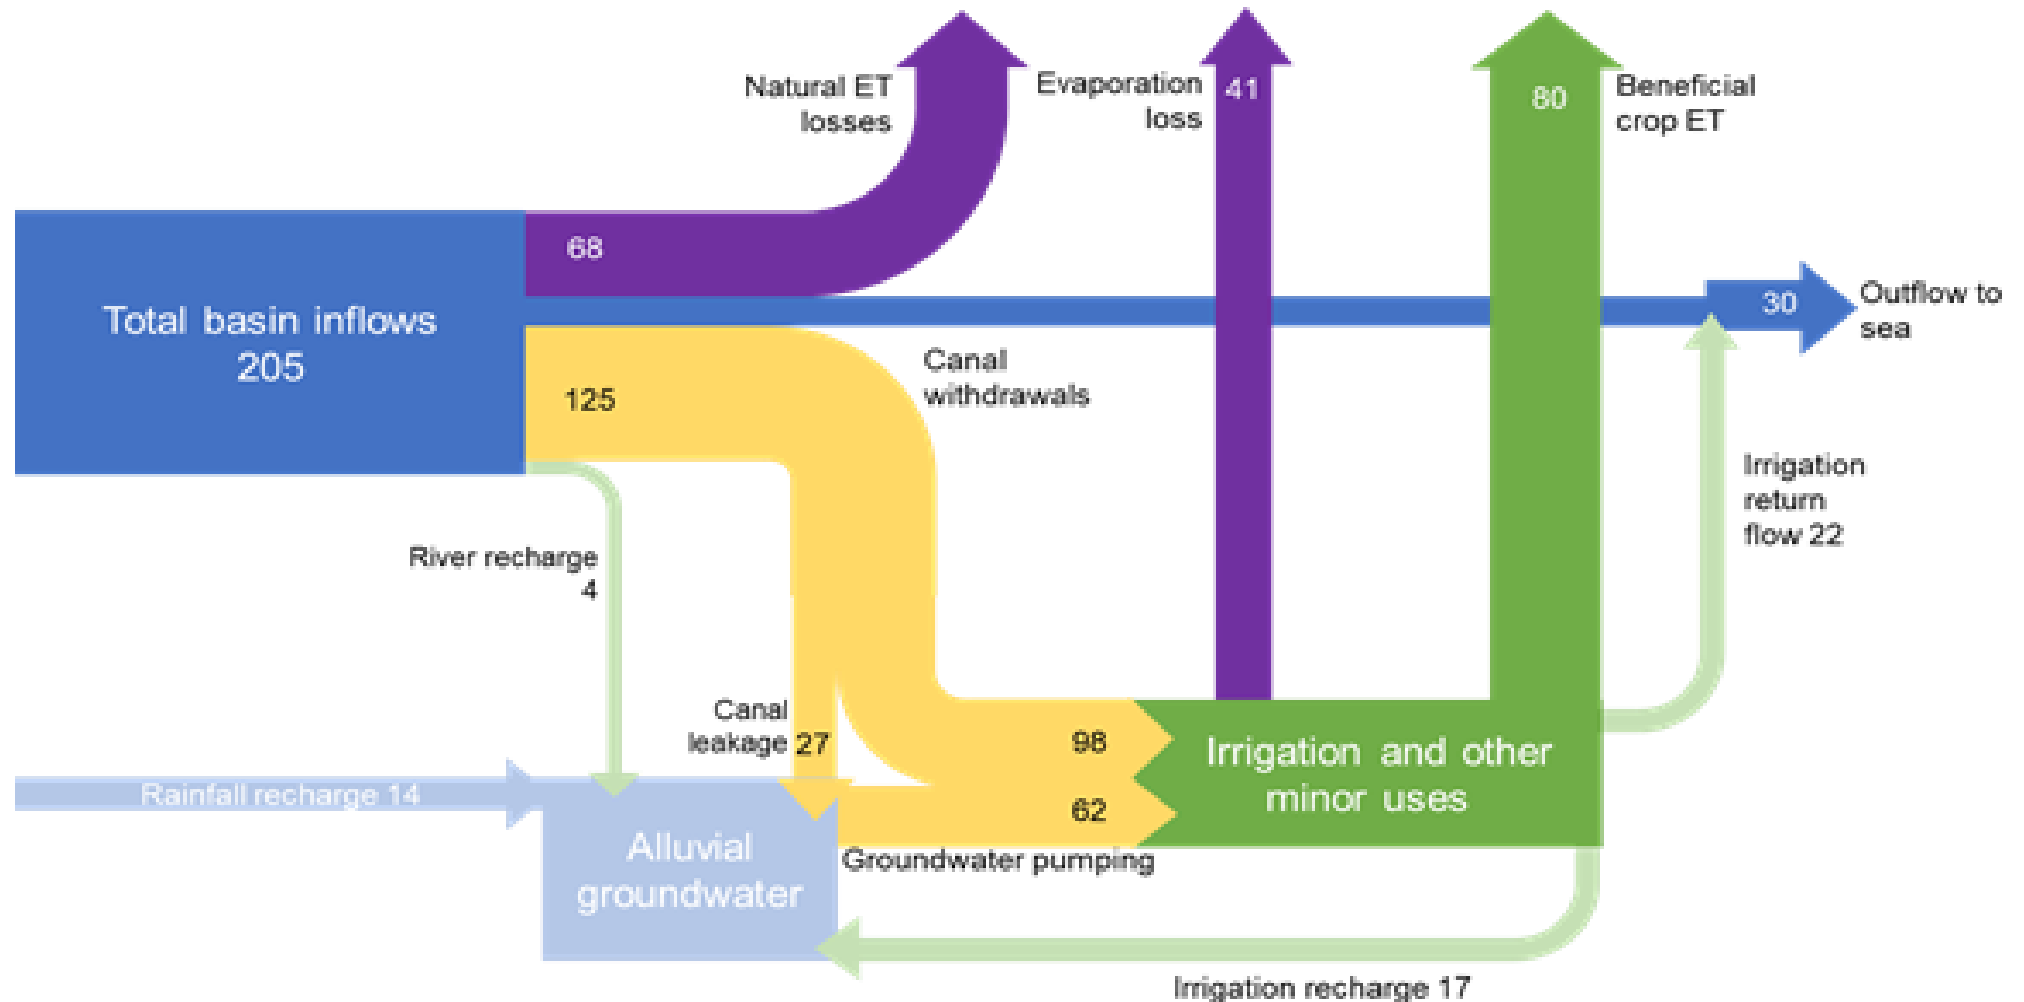 Natural ET
losses
Evaporation
loss
41
80
Beneficial
crop ET
68
Total basin inflows
205
30
Outflow to
sea
Canal
withdrawals
125
Irrigation
return
flow 22
River recharge
4
Canal
leakage 27
98
Irrigation and other
minor uses
Rainfall recharge 14
62
Alluvial
groundwater
Groundwater pumping
Irrigation recharge 17